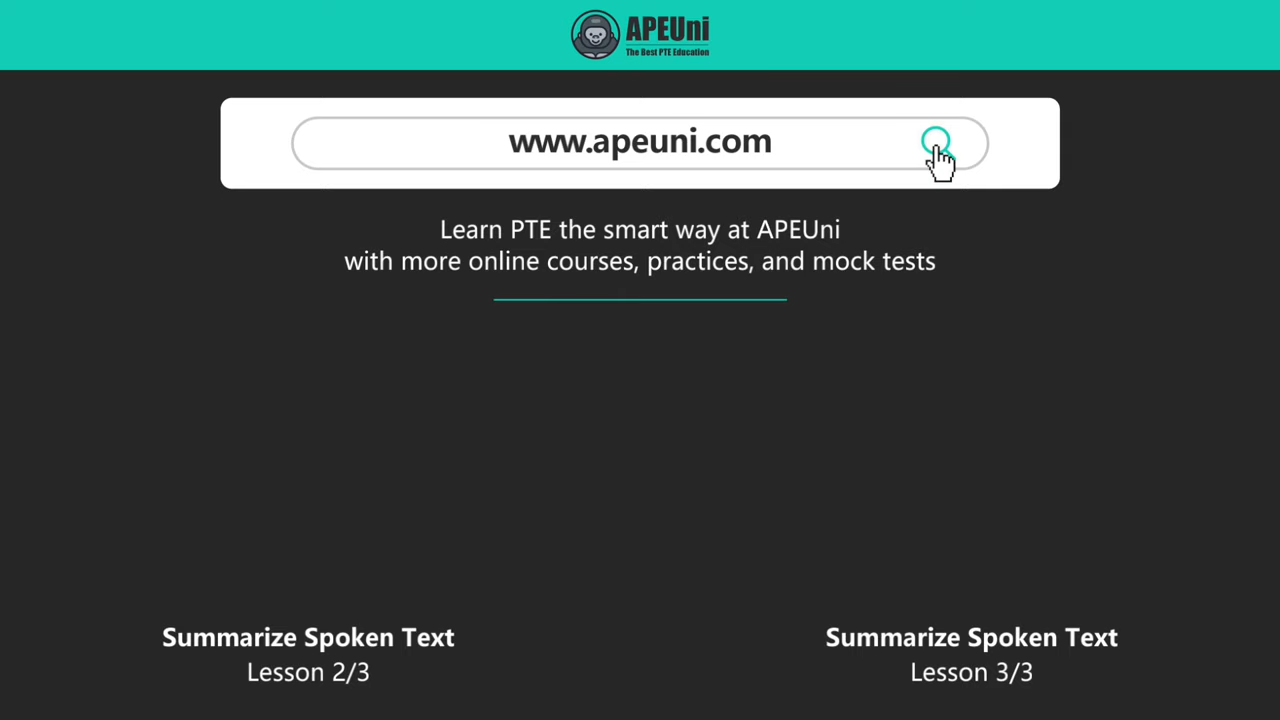 APEUni
The Best PTE Education
www.apeuni.com
Learn PTE the smart way at APEUni
with more online courses, practices, and mock tests
Summarize Spoken Text
Lesson 2/3
Summarize Spoken Text
Lesson 3/3